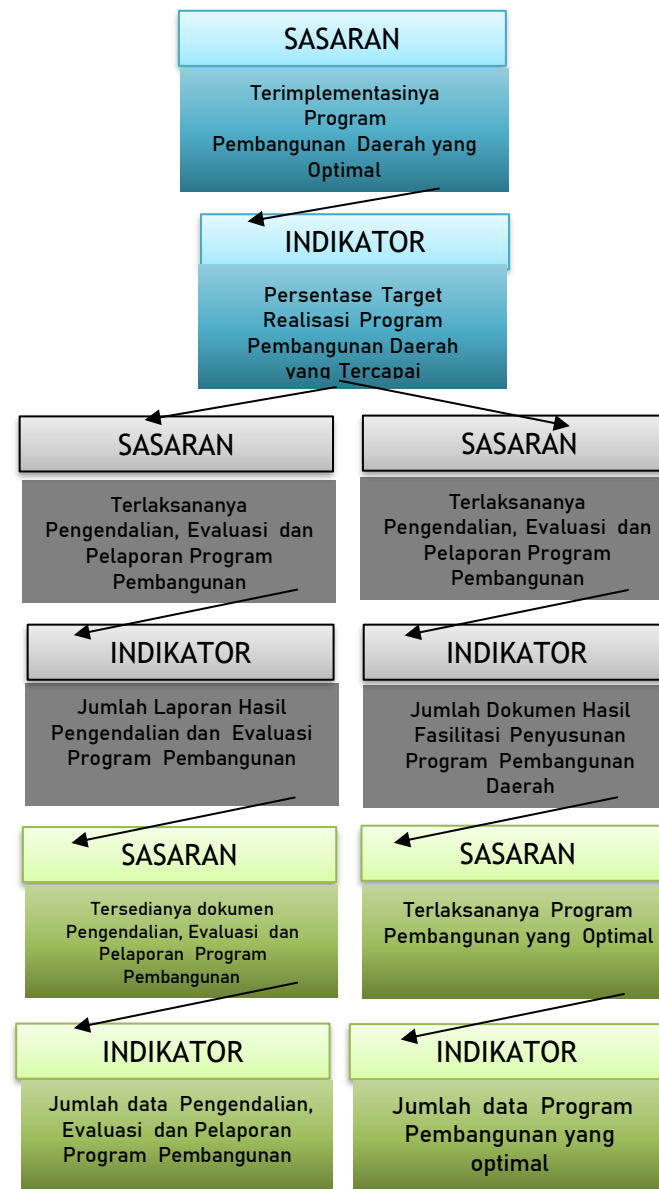 SASARAN
Terimplementasinya
Program
Pembangunan Daerah yang
Optimal
INDIKATOR
Persentase Target
Realisasi Program
Pembangunan Daerah
yang Tercapai
SASARAN
Terlaksananya
Pengendalian, Evaluasi dan
Pelaporan Program
Pembangunan
INDIKATOR
Jumlah Laporan Hasil
Pengendalian dan Evaluasi
Program Pembangunan
SASARAN
Tersedianya dokumen
Pengendalian, Evaluasi dan
Pelaporan Program
Pembangunan
INDIKATOR
Jumlah data Pengendalian,
Evaluasi dan Pelaporan
Program Pembangunan
SASARAN
Terlaksananya
Pengendalian, Evaluasi dan
Pelaporan Program
Pembangunan
INDIKATOR
Jumlah Dokumen Hasil
Fasilitasi Penyusunan
Program Pembangunan
Daerah
SASARAN
Terlaksananya Program
Pembangunan yang Optimal
INDIKATOR
Jumlah data Program
Pembangunan yang
optimal